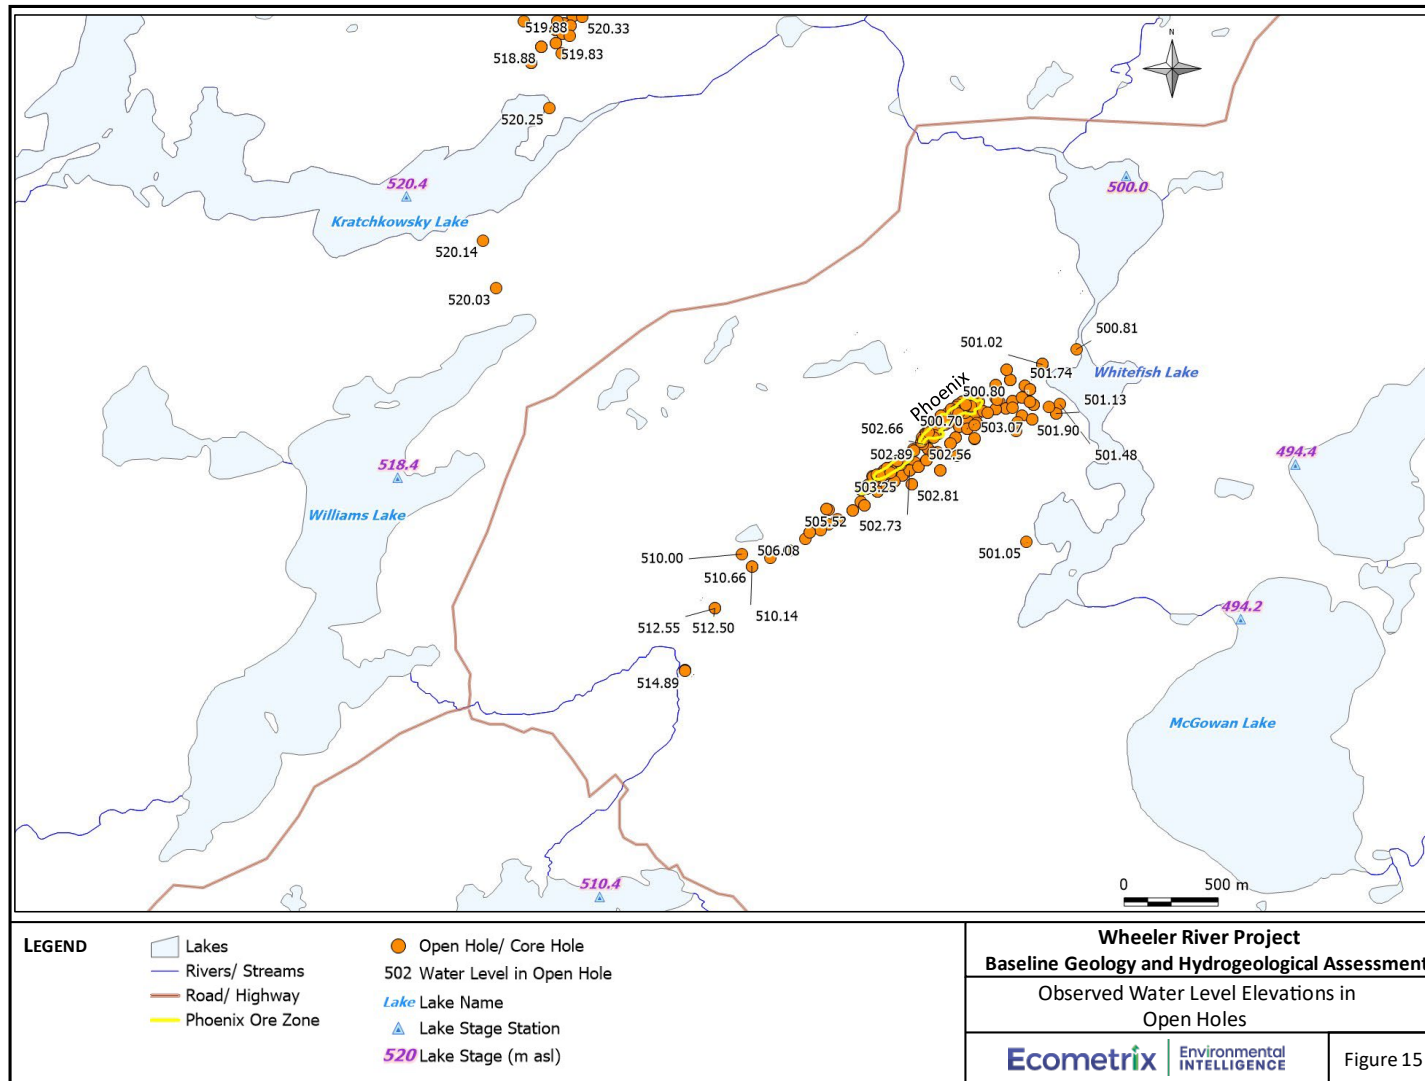 519.88
520.33
518.88
519.83
N
520.25
520.4
500.0
Kratchkowsky Lake
520.14
520.03
500.81
501.02
501.74
Whitefish Lake
Phoenix
500.80
501.13
500.70
502.66
503.07
501.90
502.89
502.56
501.48
494.4
518.4
503.25
502.81
Williams Lake
505.52
502.73
510.00
506.08
501.05
510.66
510.14
494.2
512.55
512.50
514.89
McGowan Lake
510.4
0
500 m
LEGEND
Lakes
Rivers/ Streams
Road/ Highway
Phoenix Ore Zone
Open Hole/ Core Hole
502 Water Level in Open Hole
Lake Lake Name
Lake Stage Station
520 Lake Stage (m asl)
Wheeler River Project
Baseline Geology and Hydrogeological Assessment
Observed Water Level Elevations in
Open Holes
Ecometrix
Environmental
INTELLIGENCE
Figure 15